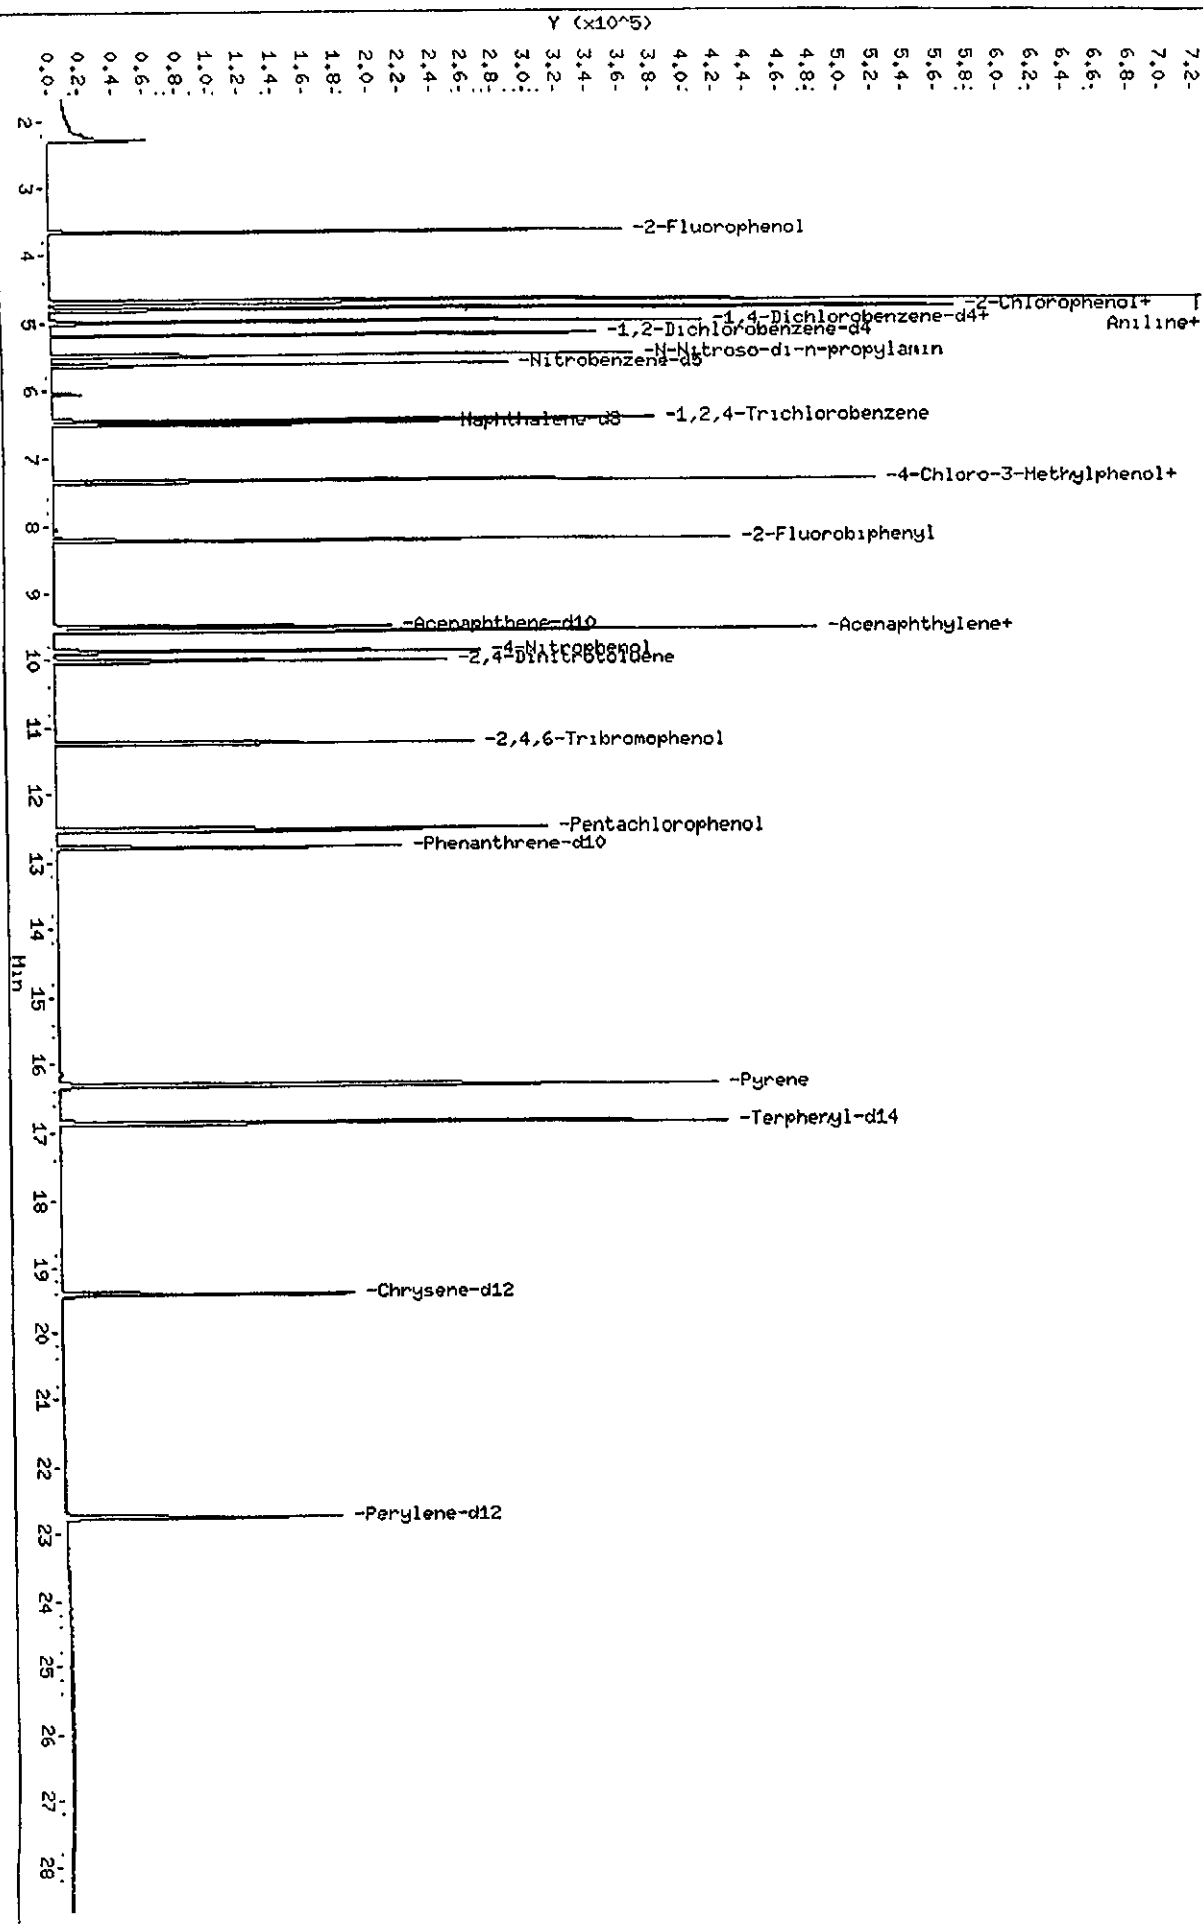 Y (x10^5)
7.2-
7.0-
6.8-
6.6-
6.4-
6.2-
6.0-
5.8-
5.6-
5.4-
5.2-
5.0-
4.8-
4.6-
4.4-
4.2-
4.0-
3.8-
3.6-
3.4-
3.2-
3.0-
2.8-
2.6-
2.4-
2.2-
2.0-
1.8-
1.6-
1.4-
1.2-
1.0-
0.8-
0.6-
0.4-
0.2-
0.0-
-2-Fluorophenol
-2-Chlorophenol+
Aniline+
-1,4-Dichlorobenzene-d4+
-1,2-Dichlorobenzene-d4
-N-Nitroso-di-n-propylamin
-Nitrobenzene-d5
-1,2,4-Trichlorobenzene
Naphthalene-d8
-4-Chloro-3-Methylphenol+
-2-Fluorobiphenyl
-Acenaphthene-d10
-Acenaphthylene+
-4-Nitrophenol
-2,4-Dinitrotoluene
-2,4,6-Tribromophenol
-Pentachlorophenol
-Phenanthrene-d10
-Pyrene
-Terphenyl-d14
-Chrysene-d12
-Perylene-d12
2
3
4
5
6
7
8
9
10
11
12
13
14
15
16
17
18
19
20
21
22
23
24
25
26
27
28
Min